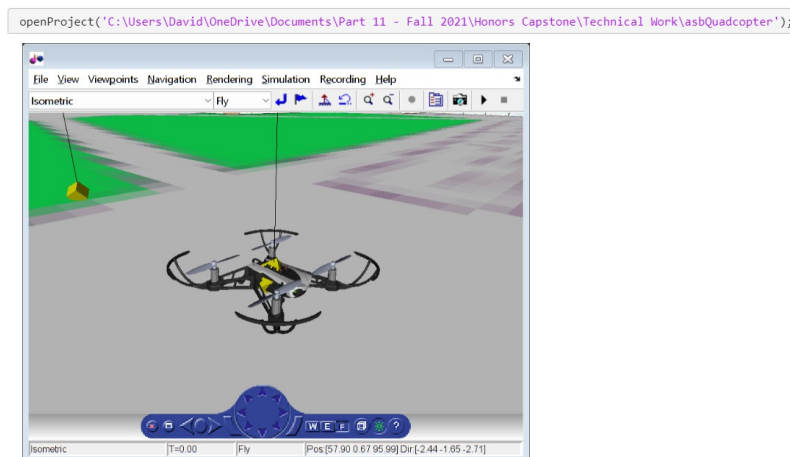 openProject('C:\Users\David\OneDrive\Documents\Part 11 - Fall 2021\Honors Capstone\Technical Work\asbQuadcopter');
File View Viewpoints Navigation Rendering Simulation Recording Help
Isometric Fly
W E F ?
Isometric T=0.00 Fly Pos:[57.90 0.67 95.99] Dir:[-2.44 -1.65 -2.71]